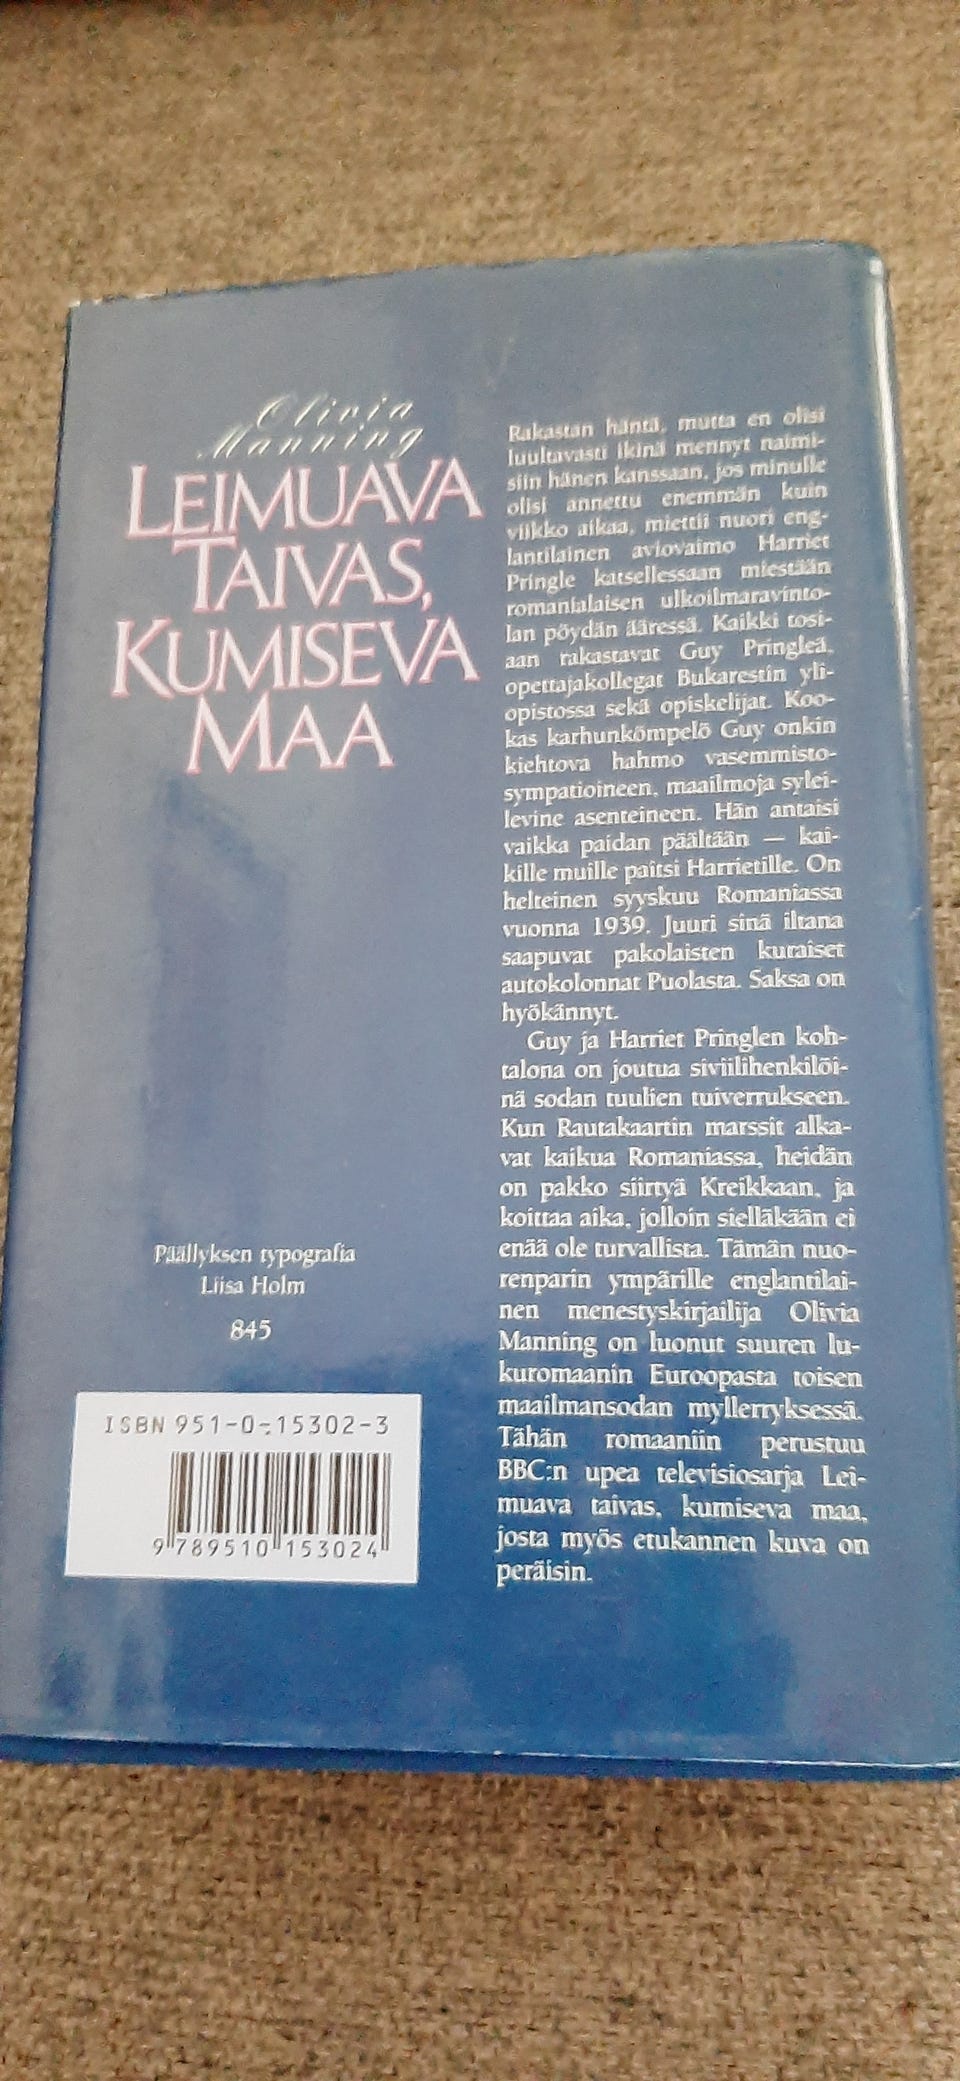 Olivia
Manning
LEIMUAVA
TAIVAS,
KUMISEVA
MAA
Rakastan häntä, mutta en olisi
luultavasti ikinä mennyt naimi-
siin hänen kanssaan, jos minulle
olisi annettu enemmän kuin
viikko aikaa, miettii nuori eng-
lantilainen aviovaimo Harriet
Pringle katsellessaan miestään
romanialaisen ulkoilmaravinto-
lan pöydän ääressä. Kaikki tosi-
aan rakastavat Guy Pringleä,
opettajakollegat Bukarestin yli-
opistossa sekä opiskelijat. Koo-
kas karhunkömpelö Guy onkin
kiehtova hahmo vasemmisto-
sympatioineen, maailmoja sylei-
levine asenteineen. Hän antaisi
vaikka paidan päältään — kai-
kille muille paitsi Harrietille. On
helteinen syyskuu Romaniassa
vuonna 1939. Juuri sinä iltana
saapuvat pakolaisten kuraiset
autokolonnat Puolasta. Saksa on
hyökännyt.
Guy ja Harriet Pringlen koh-
talona on joutua siviilihenkilöi-
nä sodan tuulien tuiverrukseen.
Kun Rautakaartin marssit alka-
vat kaikua Romaniassa, heidän
on pakko siirtyä Kreikkaan, ja
koittaa aika, jolloin sielläkään ei
enää ole turvallista. Tämän nuo-
renparin ympärille englantilai-
nen menestyskirjailija Olivia
Manning on luonut suuren lu-
kuromaanin Euroopasta toisen
maailmansodan myllerryksessä.
Tähän romaaniin perustuu
BBC:n upea televisiosarja Lei-
muava taivas, kumiseva maa,
josta myös etukannen kuva on
peräisin.
Päällyksen typografia
Liisa Holm
845
ISBN 951-0-15302-3
9 789510 153024